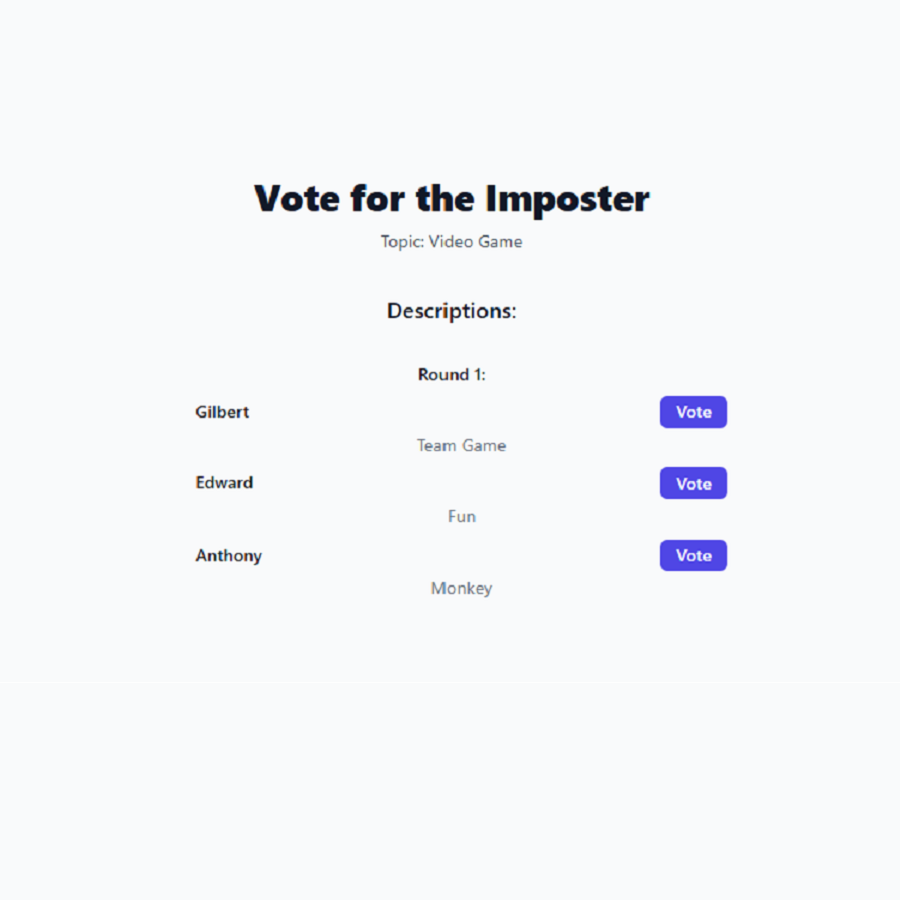 Vote for the Imposter
Topic: Video Game
Descriptions:
Round 1:
Gilbert
Vote
Team Game
Edward
Vote
Fun
Anthony
Vote
Monkey